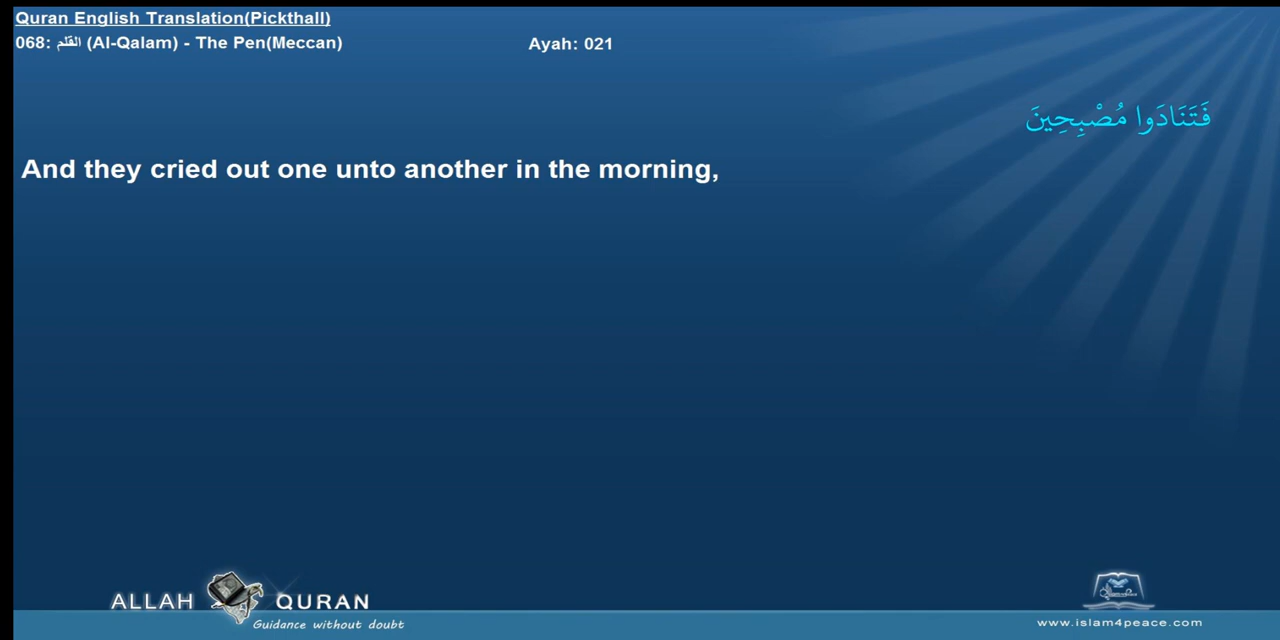 Quran English Translation(Pickthall)
068: القلم (Al-Qalam) - The Pen(Meccan)
Ayah: 021
فَتَنَادَوا مُصْبِحِينَ
And they cried out one unto another in the morning,
ALLAH QURAN
Guidance without doubt
www.islam4peace.com